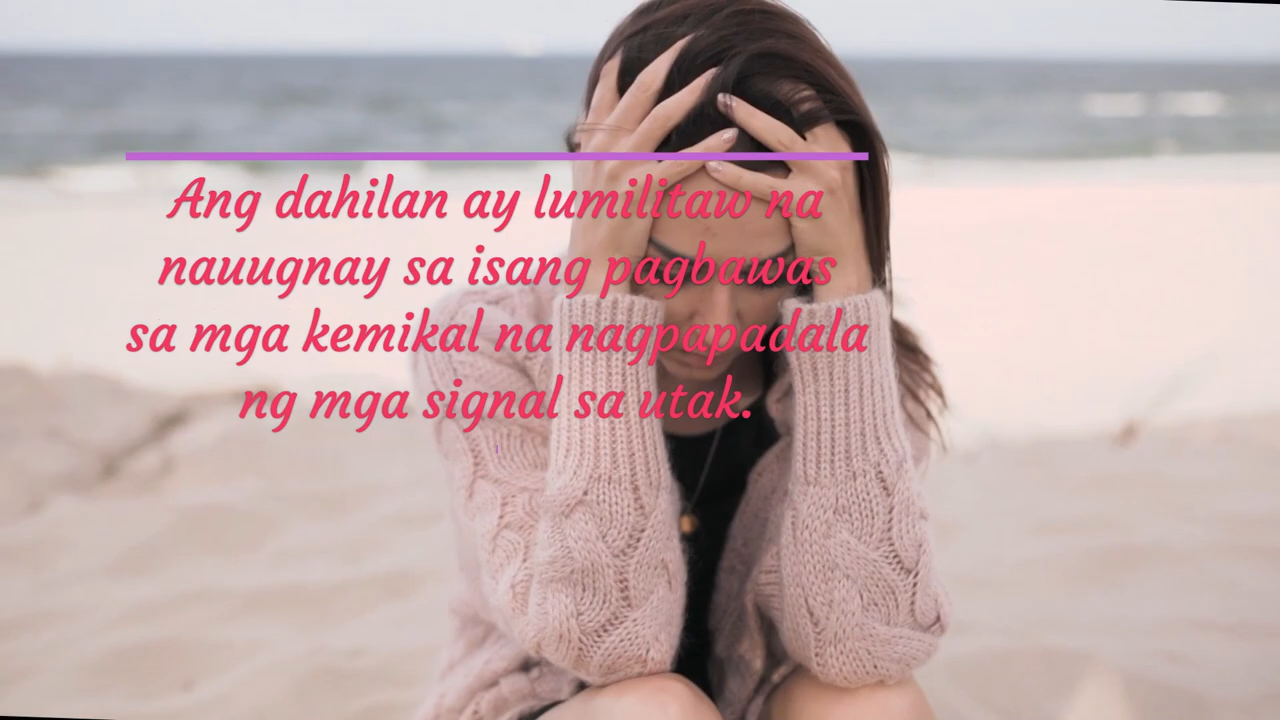 Ang dahilan ay lumilitaw na
nauugnay sa isang pagbawas
sa mga kemikal na nagpapadala
ng mga signal sa utak.